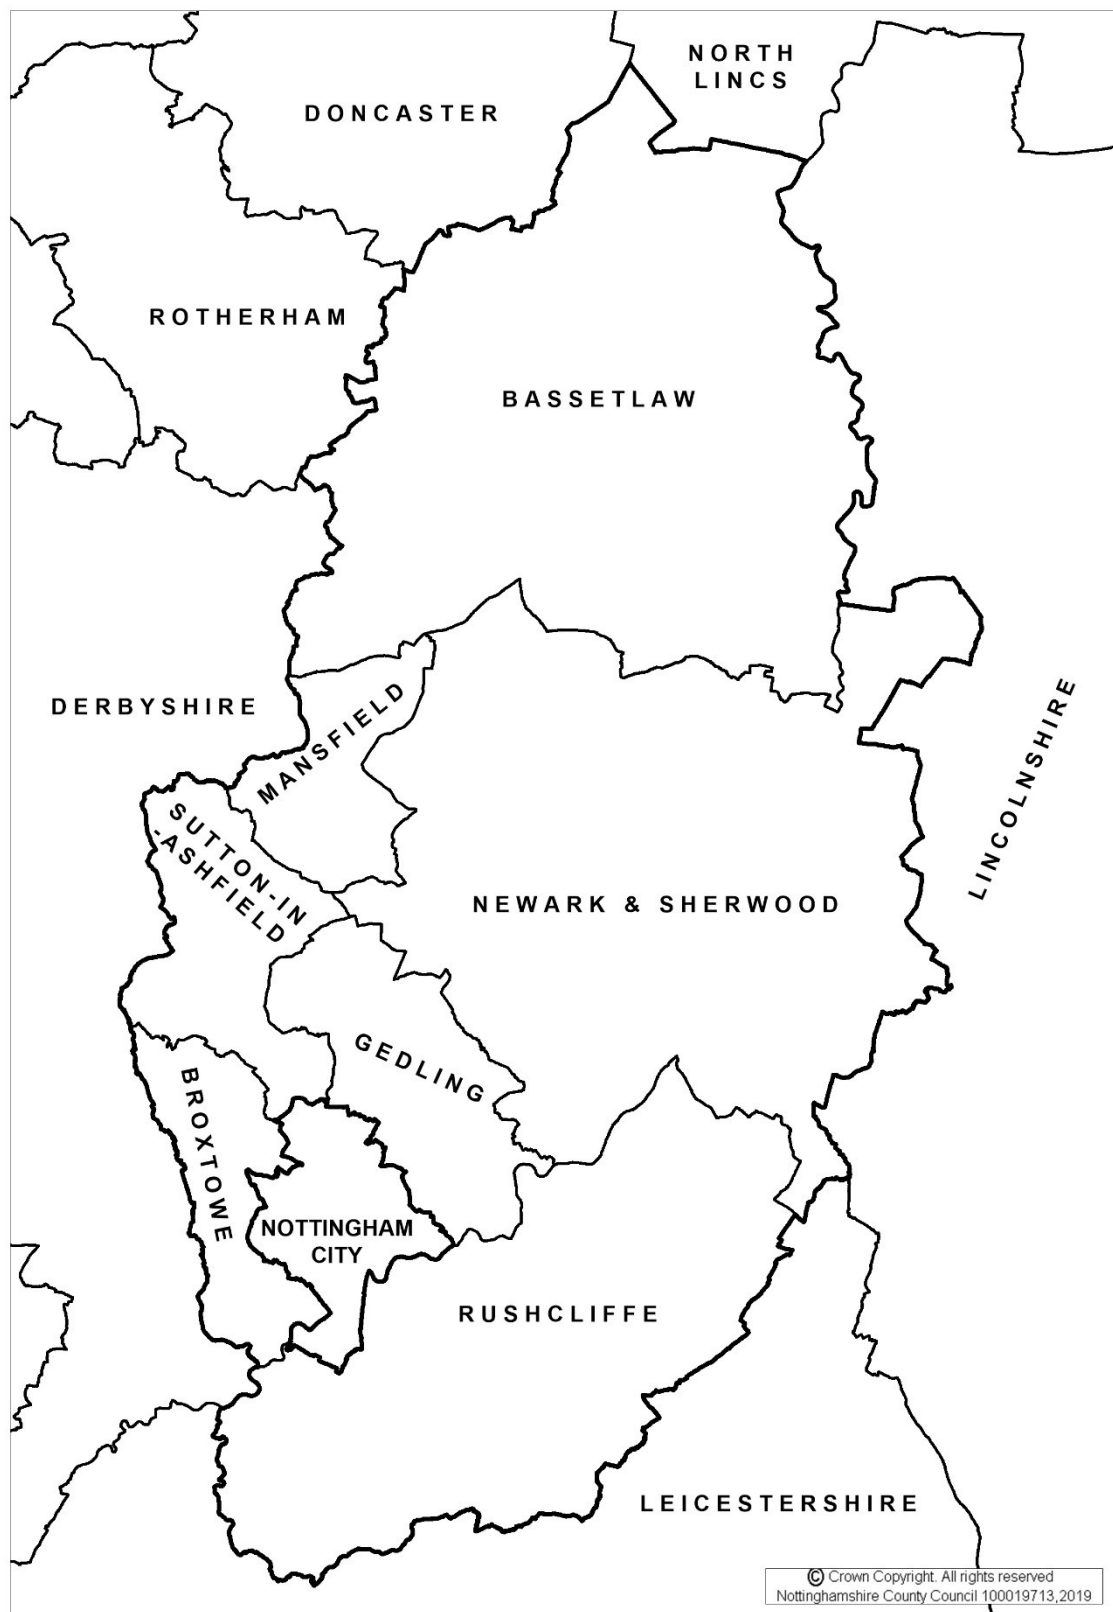 NORTH
LINCS
DONCASTER
ROTHERHAM
BASSETLAW
DERBYSHIRE
MANSFIELD
LINCOLNSHIRE
SUTTON-IN
-ASHFIELD
NEWARK & SHERWOOD
GEDLING
BROXTOWE
NOTTINGHAM
CITY
RUSHCLIFFE
LEICESTERSHIRE
© Crown Copyright. All rights reserved
Nottinghamshire County Council 100019713,2019